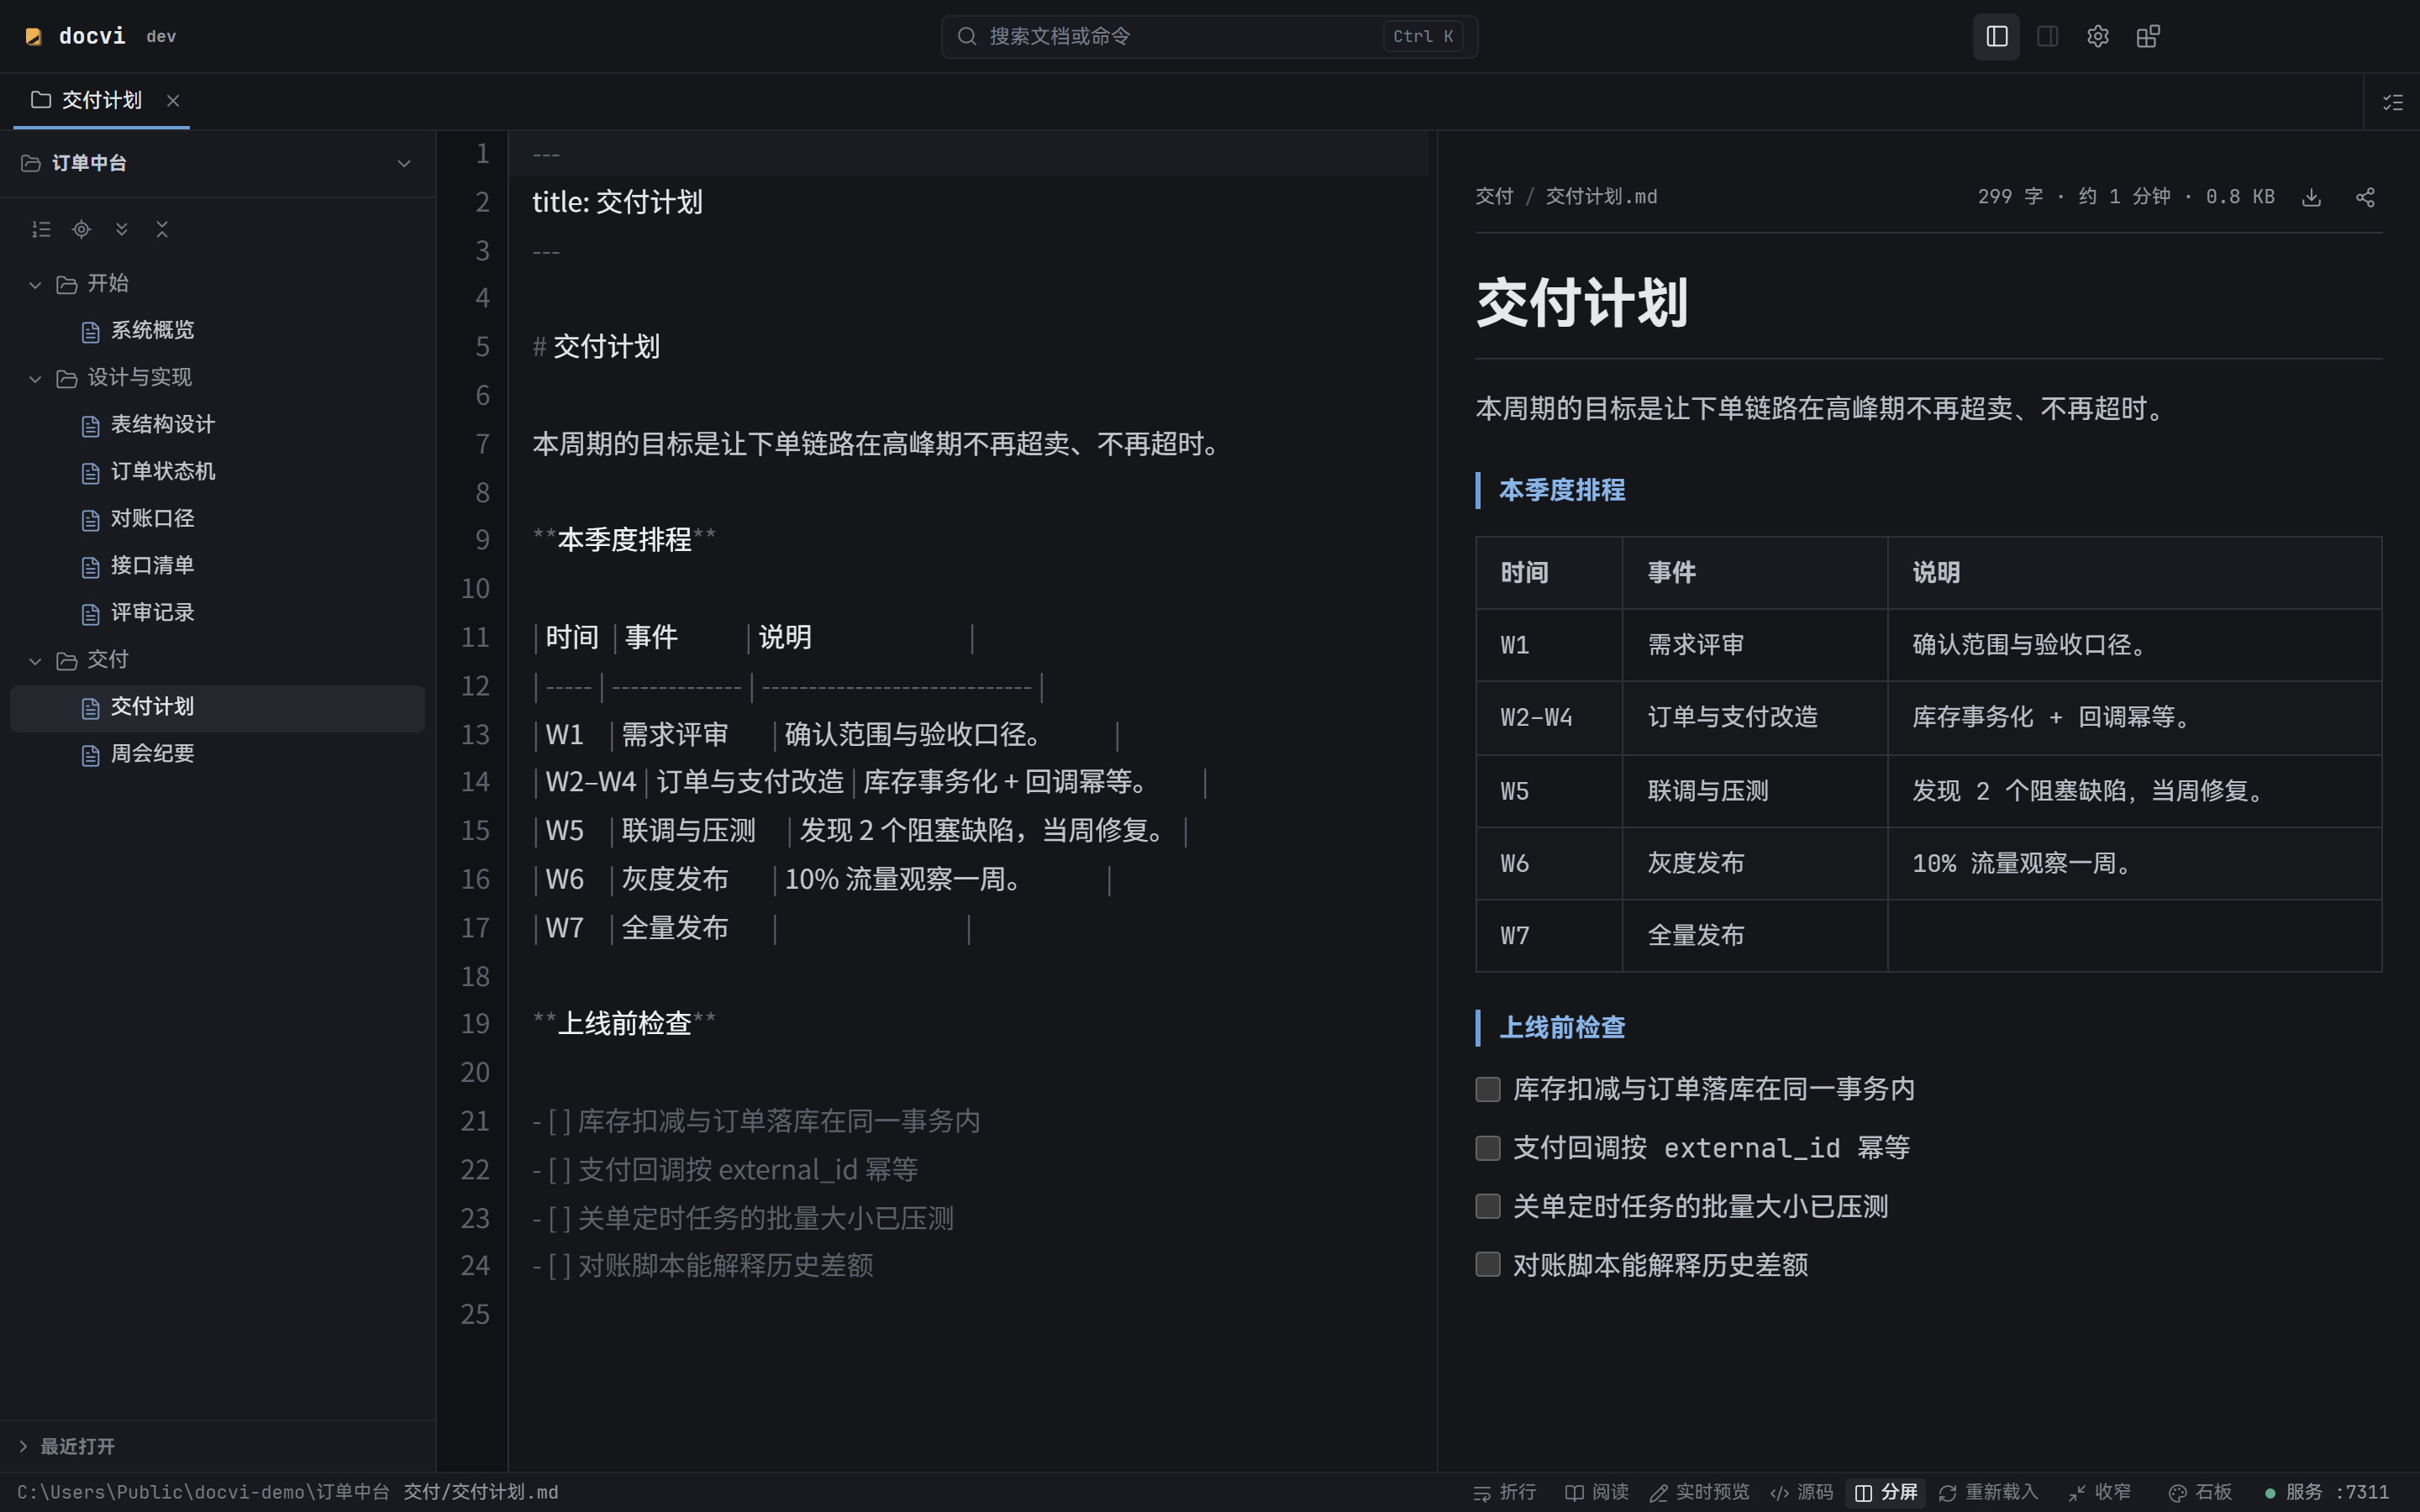 docvi dev
搜索文档或命令 Ctrl K
交付计划
订单中台
开始
系统概览
设计与实现
表结构设计
订单状态机
对账口径
接口清单
评审记录
交付
交付计划
周会纪要
最近打开
1 ---
2 title: 交付计划
3 ---
4
5 # 交付计划
6
7 本周期的目标是让下单链路在高峰期不再超卖、不再超时。
8
9 **本季度排程**
10
11 | 时间 | 事件 | 说明 |
12 | ----- | -------------- | ----------------------------- |
13 | W1 | 需求评审 | 确认范围与验收口径。 |
14 | W2–W4 | 订单与支付改造 | 库存事务化 + 回调幂等。 |
15 | W5 | 联调与压测 | 发现 2 个阻塞缺陷，当周修复。 |
16 | W6 | 灰度发布 | 10% 流量观察一周。 |
17 | W7 | 全量发布 | |
18
19 **上线前检查**
20
21 - [ ] 库存扣减与订单落库在同一事务内
22 - [ ] 支付回调按 external_id 幂等
23 - [ ] 关单定时任务的批量大小已压测
24 - [ ] 对账脚本能解释历史差额
25
交付 / 交付计划.md 299 字 · 约 1 分钟 · 0.8 KB
交付计划
本周期的目标是让下单链路在高峰期不再超卖、不再超时。
本季度排程
时间 事件 说明
W1 需求评审 确认范围与验收口径。
W2–W4 订单与支付改造 库存事务化 + 回调幂等。
W5 联调与压测 发现 2 个阻塞缺陷，当周修复。
W6 灰度发布 10% 流量观察一周。
W7 全量发布
上线前检查
库存扣减与订单落库在同一事务内
支付回调按 external_id 幂等
关单定时任务的批量大小已压测
对账脚本能解释历史差额
C:\Users\Public\docvi-demo\订单中台 交付/交付计划.md 折行 阅读 实时预览 源码 分屏 重新载入 收窄 石板 服务 :7311